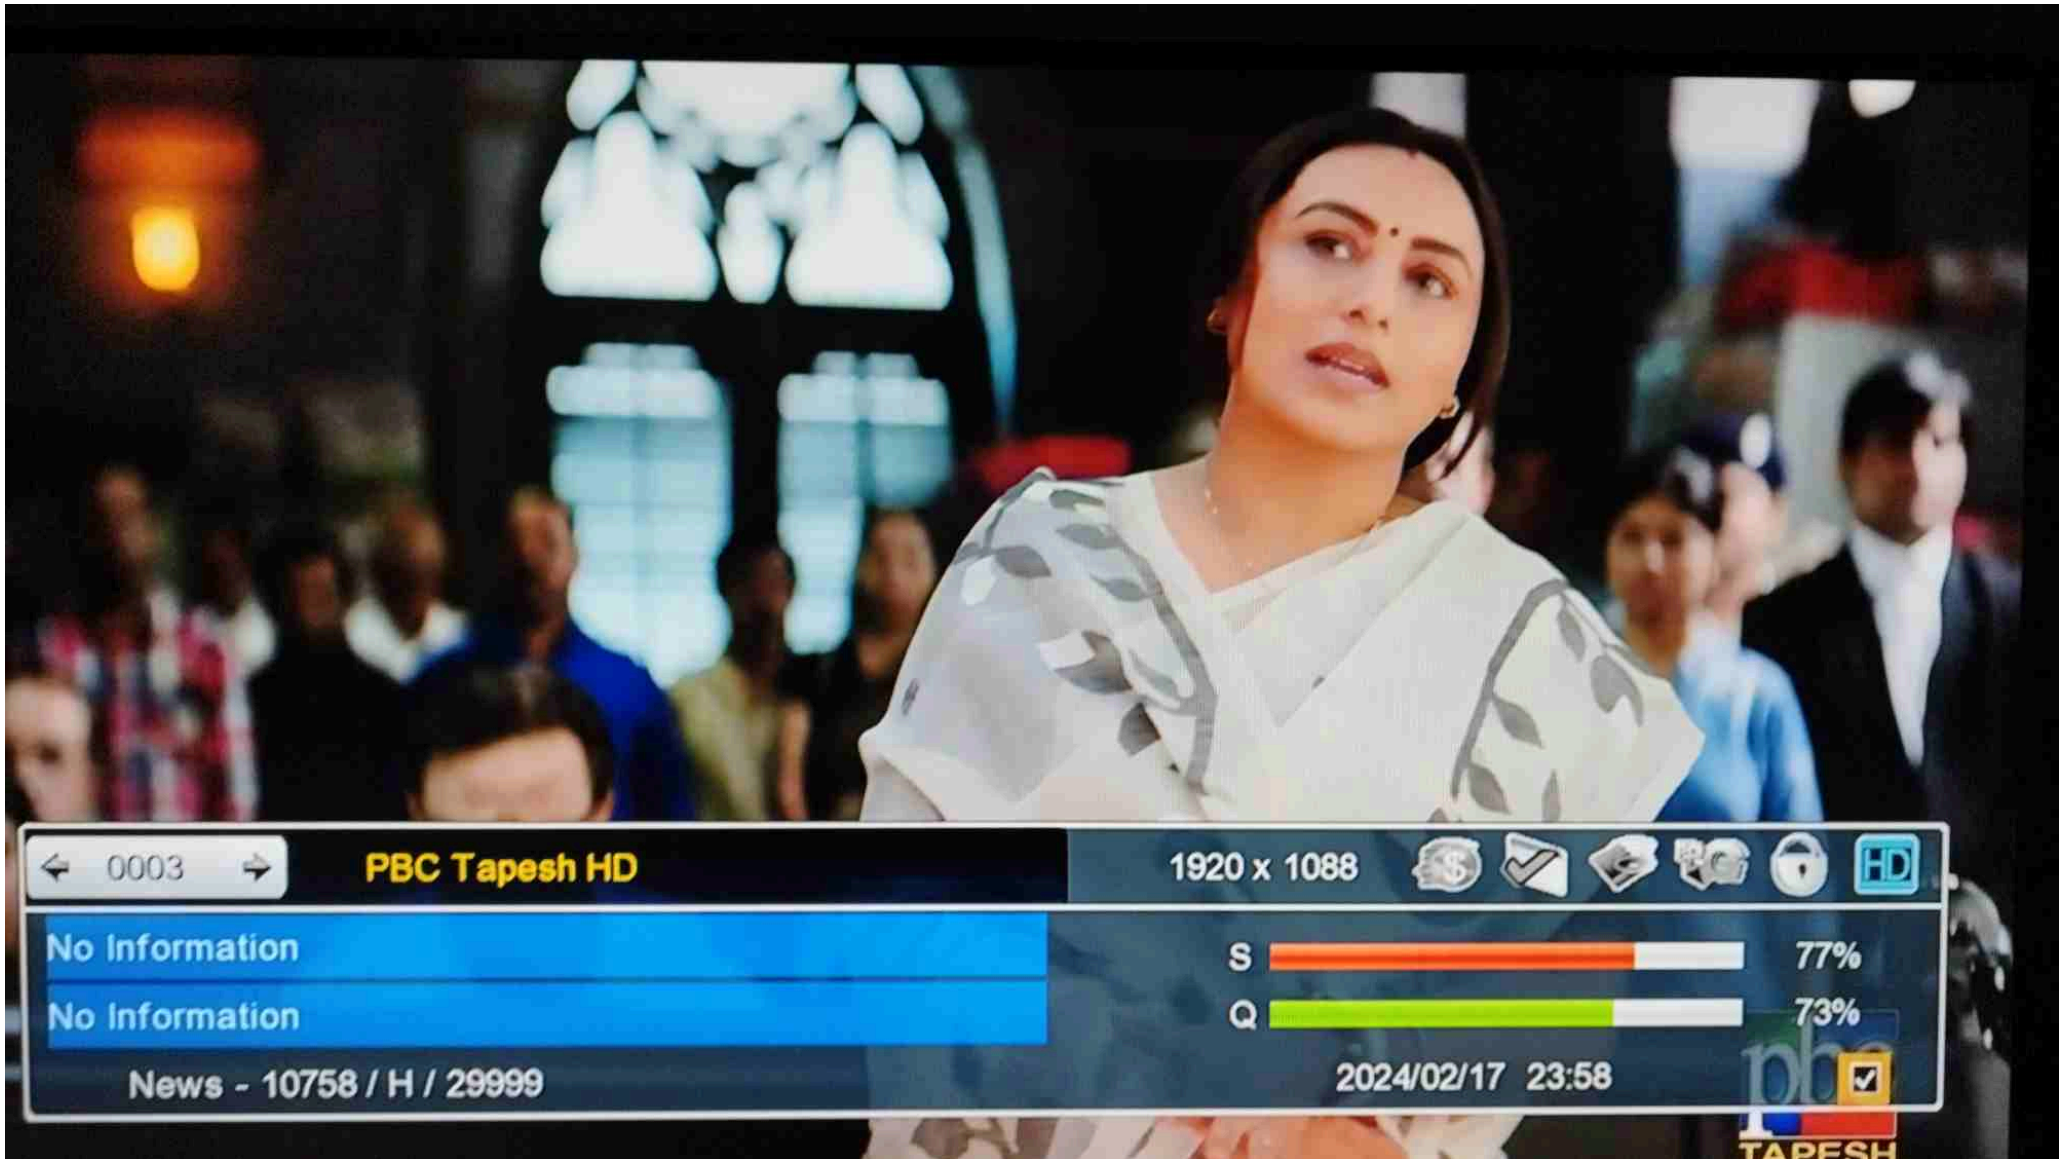 0003
PBC Tapesh HD
1920 x 1088
$
HD
No Information
No Information
S 77%
Q 73%
News - 10758 / H / 29999
2024/02/17 23:58
pbc
TAPESH